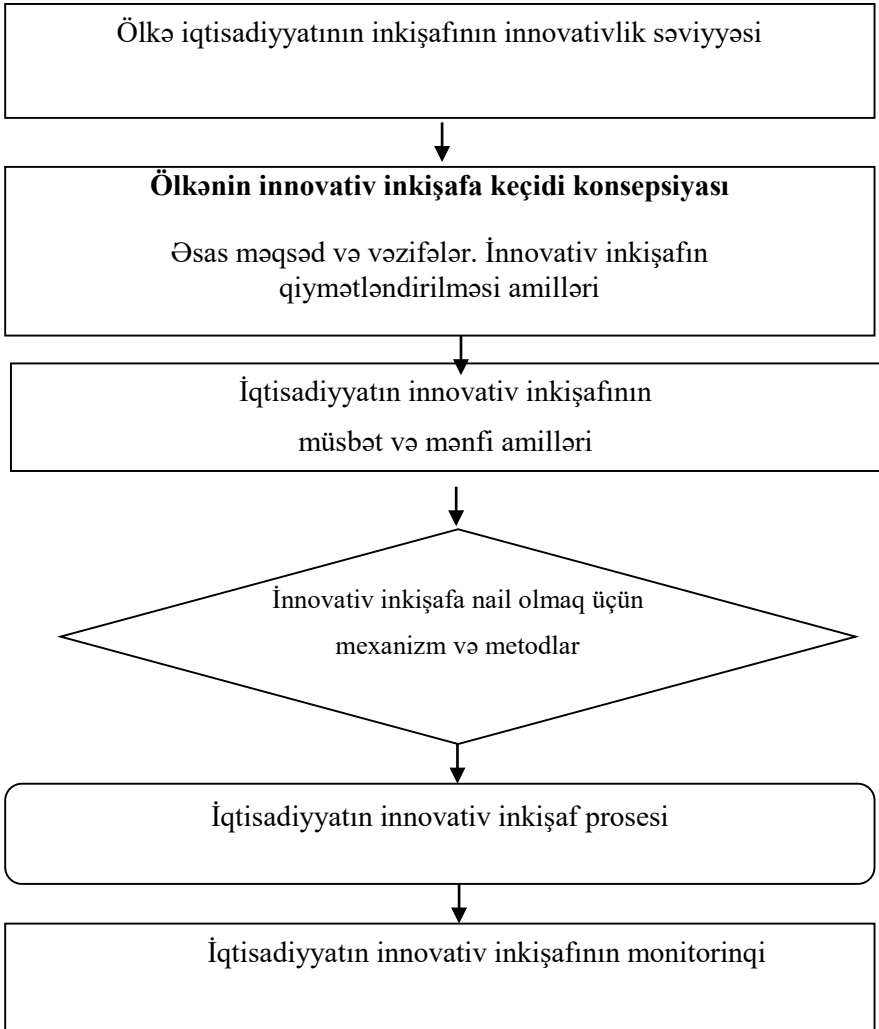 Ölkə iqtisadiyyatının inkişafının innovativlik səviyyəsi
Ölkənin innovativ inkişafa keçidi konsepsiyası
Əsas məqsəd və vəzifələr. İnnovativ inkişafın
qiymətləndirilməsi amilləri
İqtisadiyyatın innovativ inkişafının
müsbət və mənfi amilləri
İnnovativ inkişafa nail olmaq üçün
mexanizm və metodlar
İqtisadiyyatın innovativ inkişaf prosesi
İqtisadiyyatın innovativ inkişafının monitorinqi